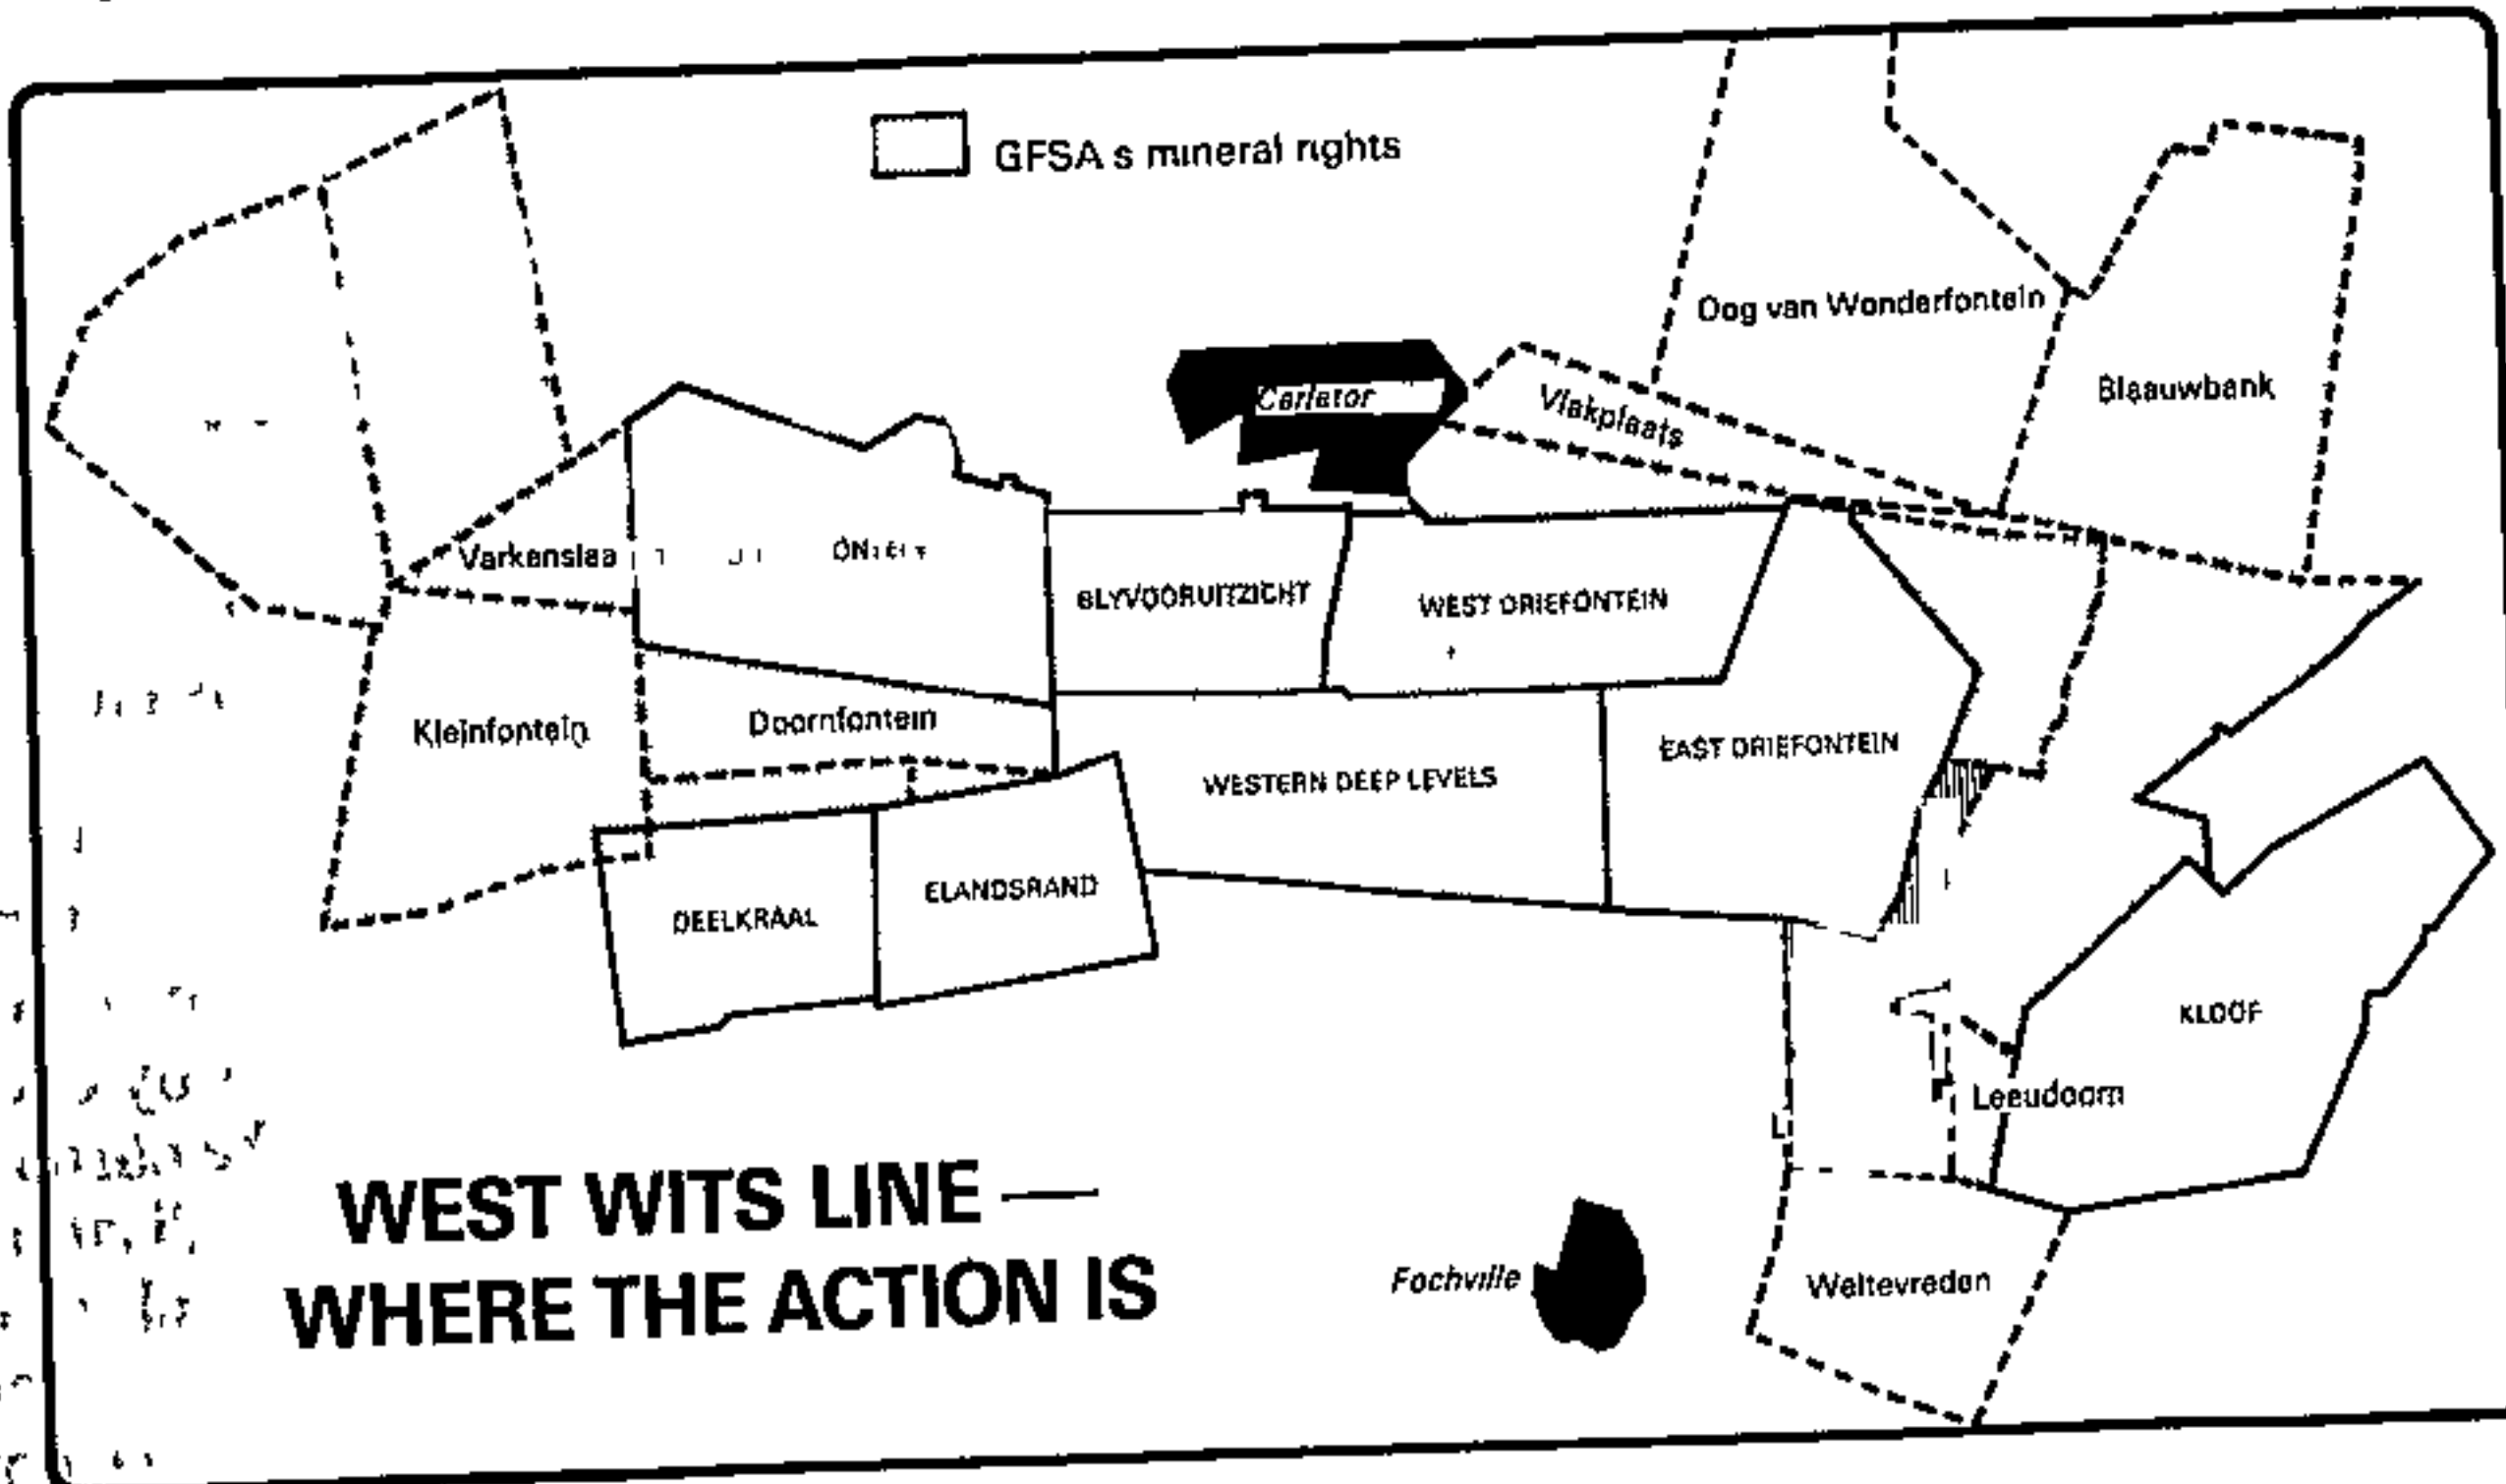 GFSA s mineral rights
Oog van Wonderfontein
Blaauwbank
Carletor
Vlakplaats
Varkenslaa
BLYVOORUITZICHT
WEST DRIEFONTEIN
Kleinfontein
Doornfontein
EAST DRIEFONTEIN
WESTERN DEEP LEVELS
ELANDSRAND
DEELKRAAL
KLOOF
Leeudoorn
WEST WITS LINE —
WHERE THE ACTION IS
Fochville
Weltevreden